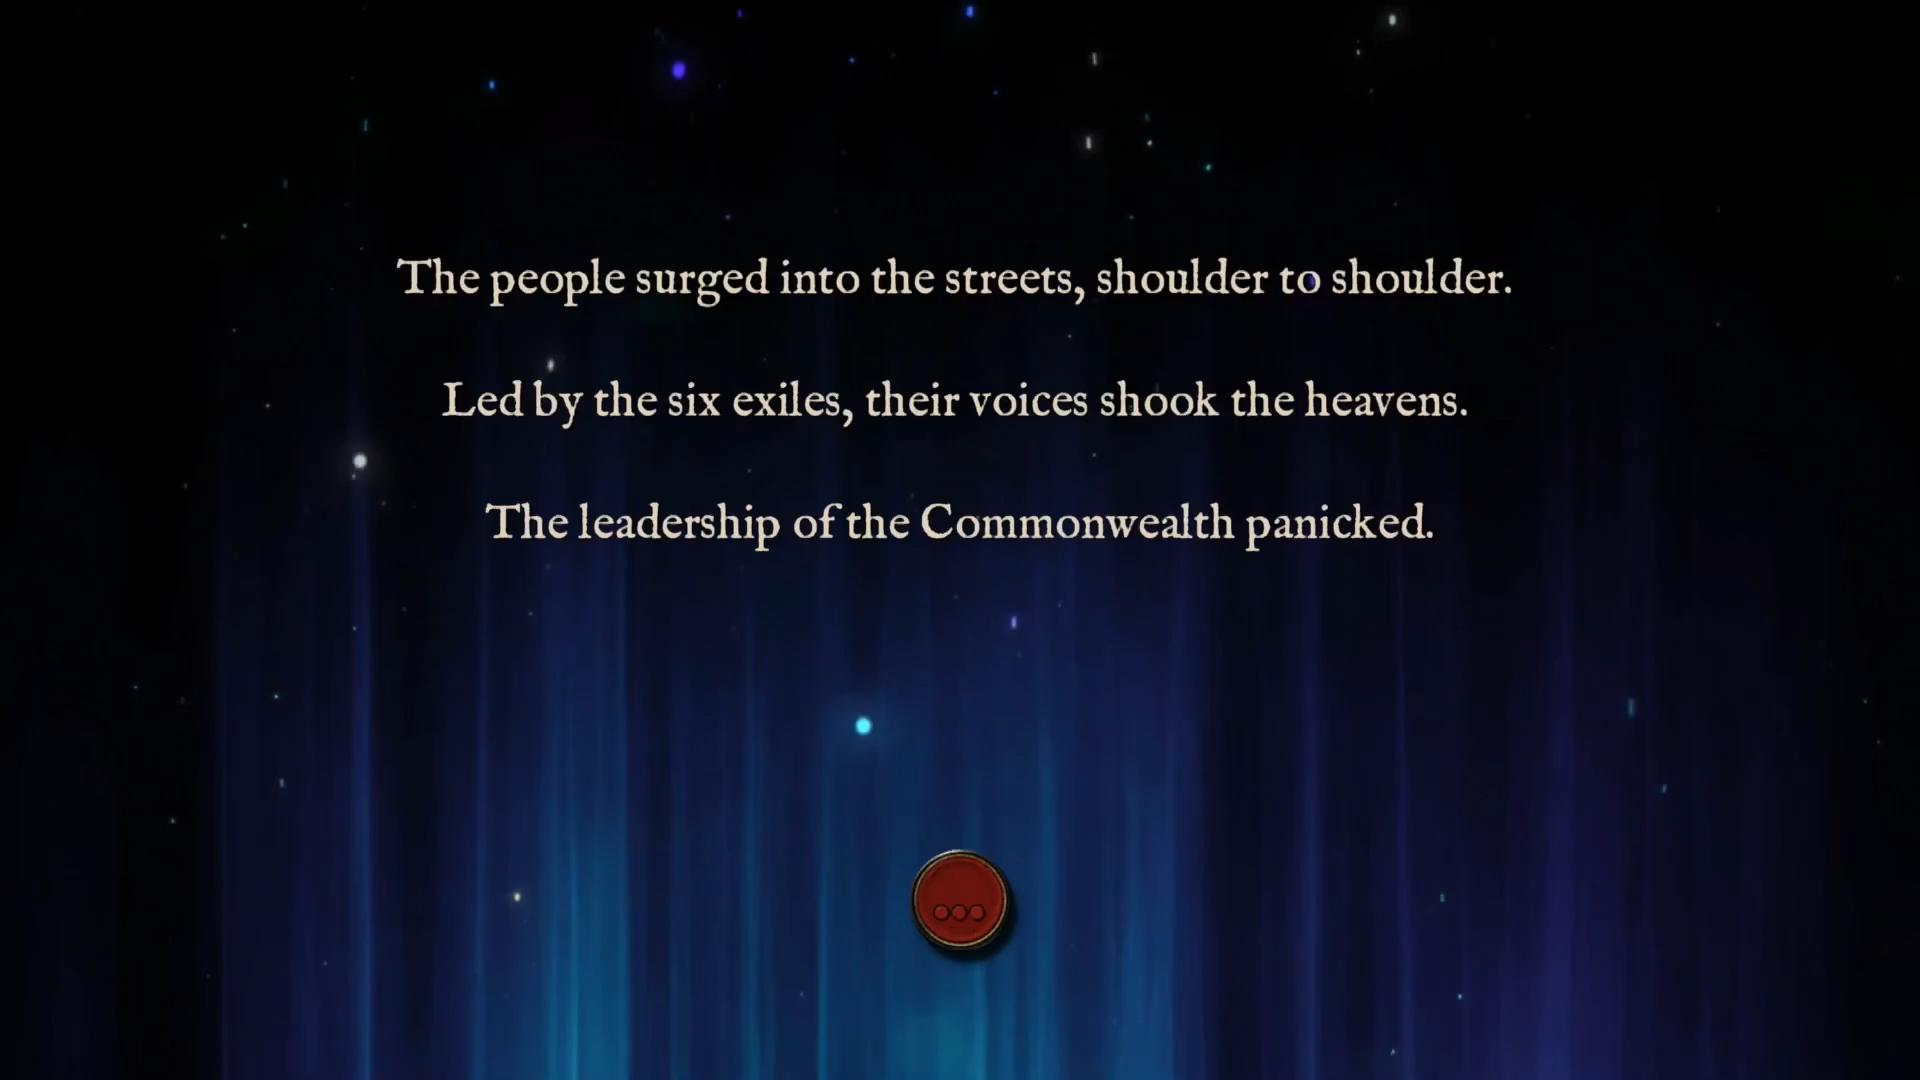 The people surged into the streets, shoulder to shoulder.
Led by the six exiles, their voices shook the heavens.
The leadership of the Commonwealth panicked.